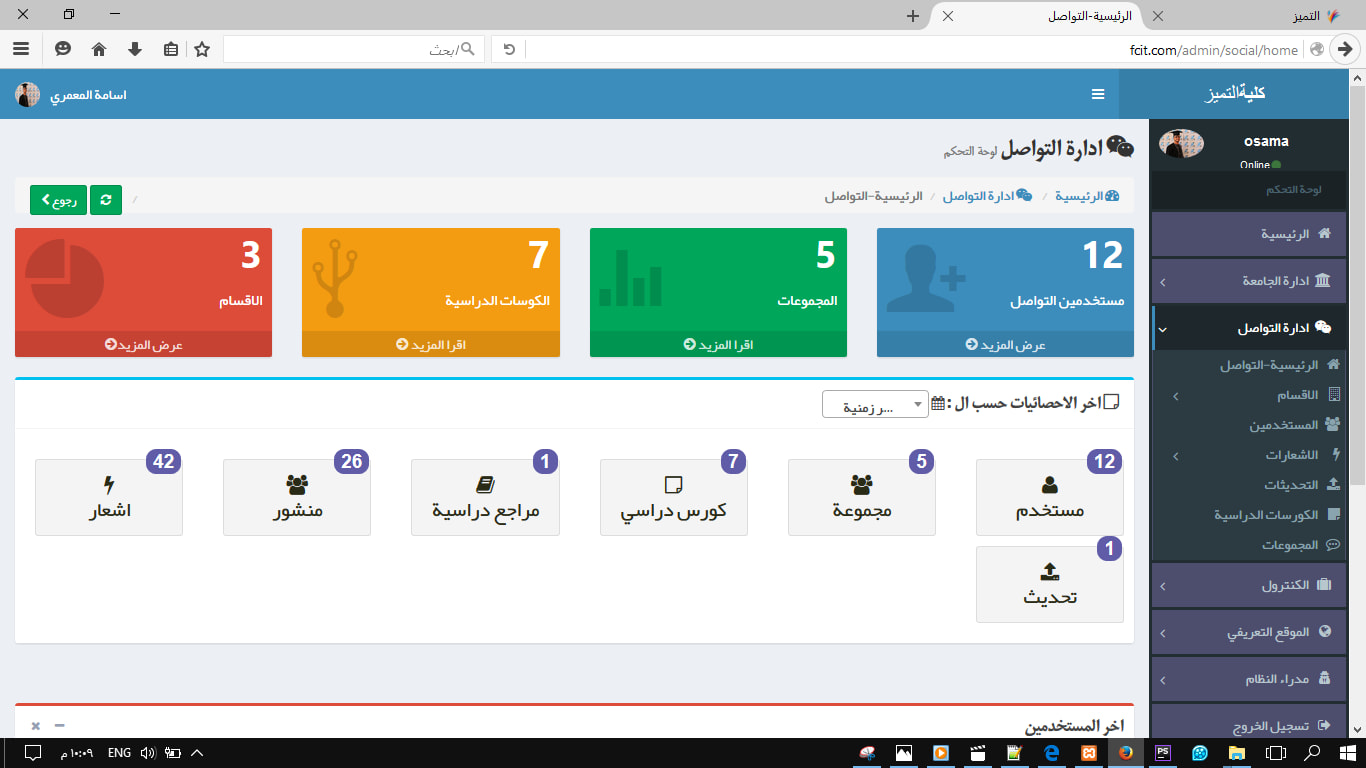 التميز
الرئيسية-التواصل
fcit.com/admin/social/home
ابحث
كليةالتميز
اسامة المعمري
osama
Online
لوحة التحكم
الرئيسية
ادارة الجامعة
ادارة التواصل
الرئيسية-التواصل
الاقسام
المستخدمين
الاشعارات
التحديثات
الكورسات الدراسية
المجموعات
الكنترول
الموقع التعريفي
مدراء النظام
تسجيل الخروج
ادارة التواصل لوحة التحكم
الرئيسية / ادارة التواصل / الرئيسية-التواصل /
رجوع
12
مستخدمين التواصل
عرض المزيد
5
المجموعات
اقرا المزيد
7
الكوسات الدراسية
اقرا المزيد
3
الاقسام
عرض المزيد
اخر الاحصائيات حسب ال :
...ر زمنية
12
مستخدم
5
مجموعة
7
كورس دراسي
1
مراجع دراسية
26
منشور
42
اشعار
1
تحديث
اخر المستخدمين
ENG
١٠:٠٩ م